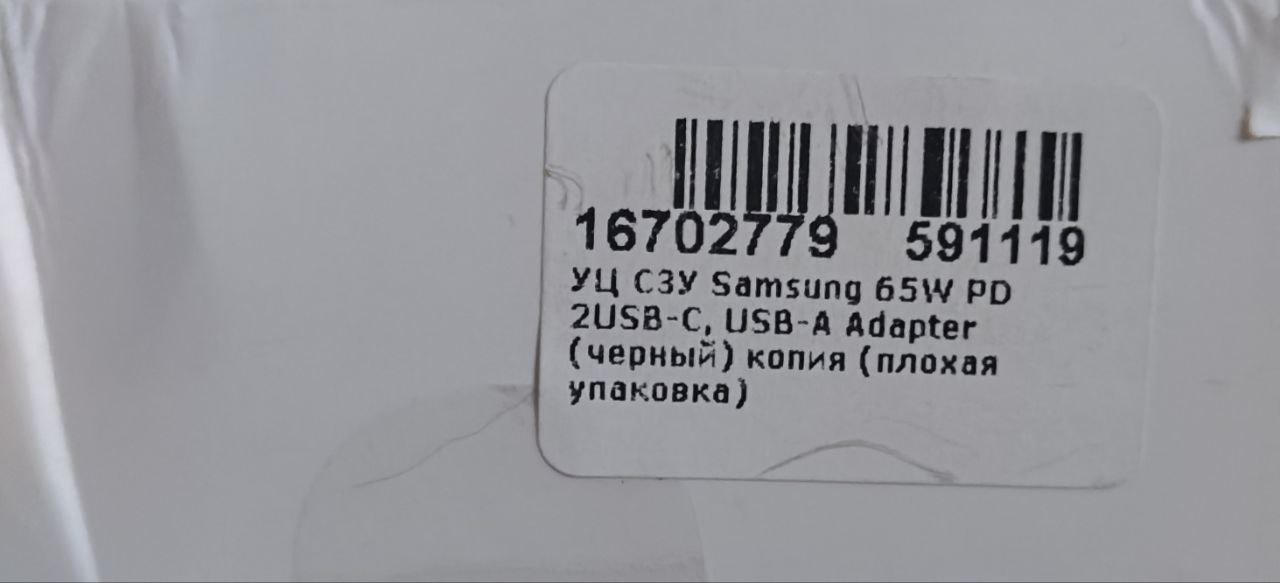 16702779 591119
УЦ СЗУ Samsung 65W PD
2USB-C, USB-A Adapter
(черный) копия (плохая
упаковка)